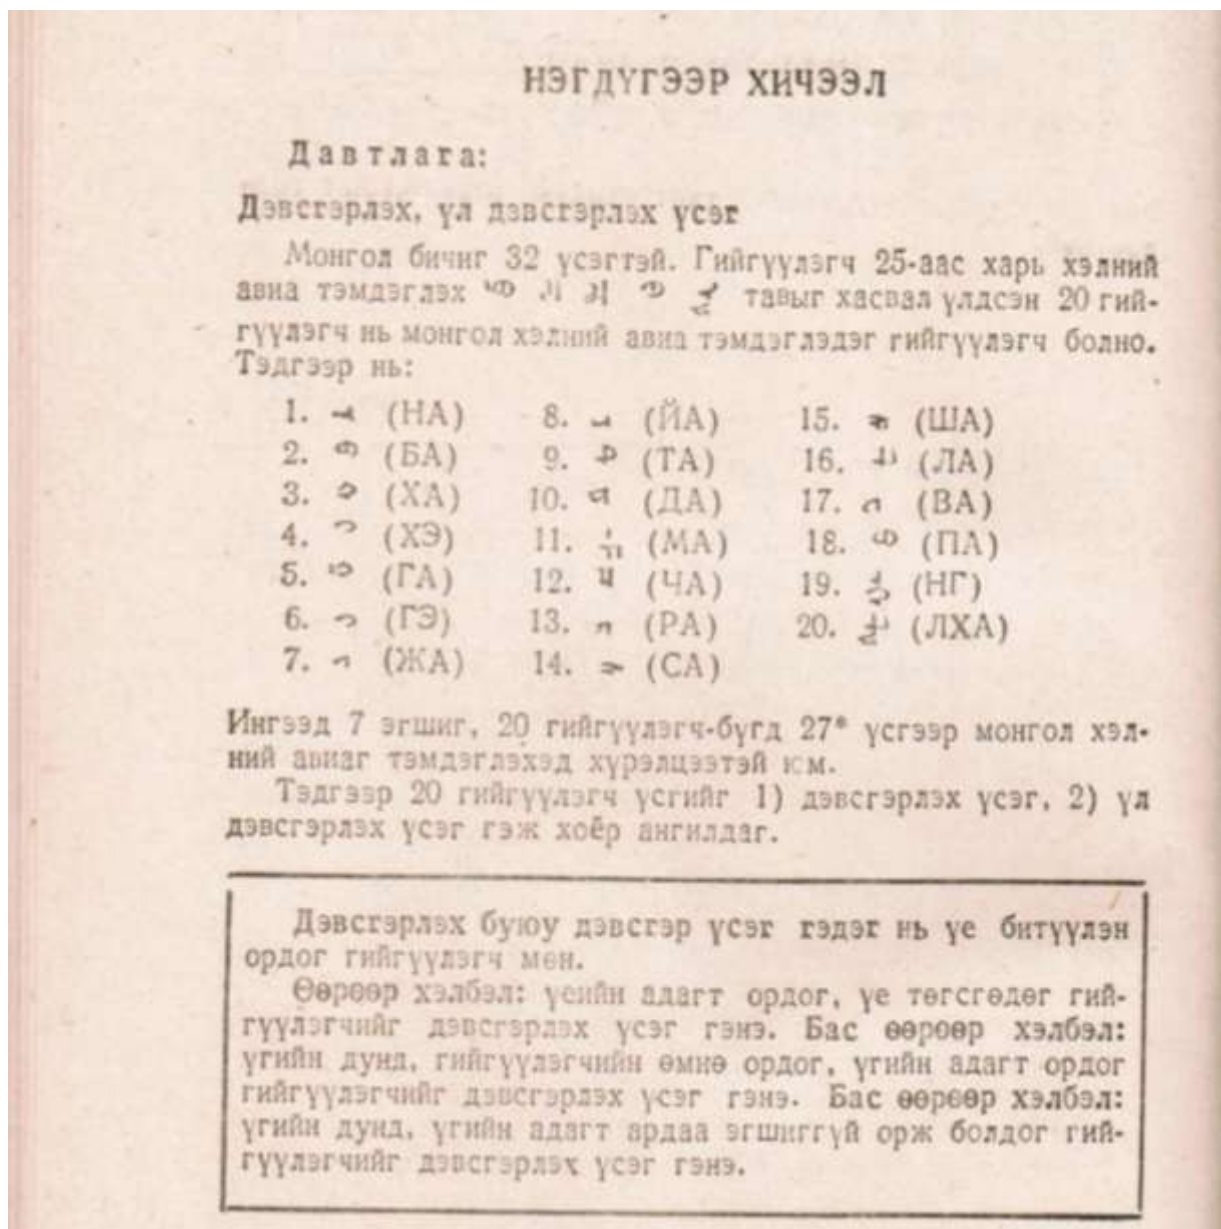 НЭГДҮГЭЭР ХИЧЭЭЛ
Давтлага:
Дэвсгэрлэх, үл дэвсгэрлэх үсэг
Монгол бичиг 32 үсэгтэй. Гийгүүлэгч 25-аас харь хэлний
авиа тэмдэглэх тавыг хасвал үлдсэн 20 гий-
гүүлэгч нь монгол хэлний авиа тэмдэглэдэг гийгүүлэгч болно.
Тэдгээр нь:
1. (НА) 8. (ЙА) 15. (ША)
2. (БА) 9. (ТА) 16. (ЛА)
3. (ХА) 10. (ДА) 17. (ВА)
4. (ХЭ) 11. (МА) 18. (ПА)
5. (ГА) 12. (ЧА) 19. (НГ)
6. (ГЭ) 13. (РА) 20. (ЛХА)
7. (ЖА) 14. (СА)
Ингээд 7 эгшиг, 20 гийгүүлэгч-бүгд 27* үсгээр монгол хэл-
ний авиаг тэмдэглэхэд хүрэлцээтэй юм.
Тэдгээр 20 гийгүүлэгч үсгийг 1) дэвсгэрлэх үсэг, 2) үл
дэвсгэрлэх үсэг гэж хоёр ангилдаг.
Дэвсгэрлэх буюу дэвсгэр үсэг гэдэг нь үе битүүлэн
ордог гийгүүлэгч мөн.
Өөрөөр хэлбэл: үеийн адагт ордог, үе төгсгөдөг гий-
гүүлэгчийг дэвсгэрлэх үсэг гэнэ. Бас өөрөөр хэлбэл:
үгийн дунд, гийгүүлэгчийн өмнө ордог, үгийн адагт ордог
гийгүүлэгчийг дэвсгэрлэх үсэг гэнэ. Бас өөрөөр хэлбэл:
үгийн дунд, үгийн адагт ардаа эгшиггүй орж болдог гий-
гүүлэгчийг дэвсгэрлэх үсэг гэнэ.